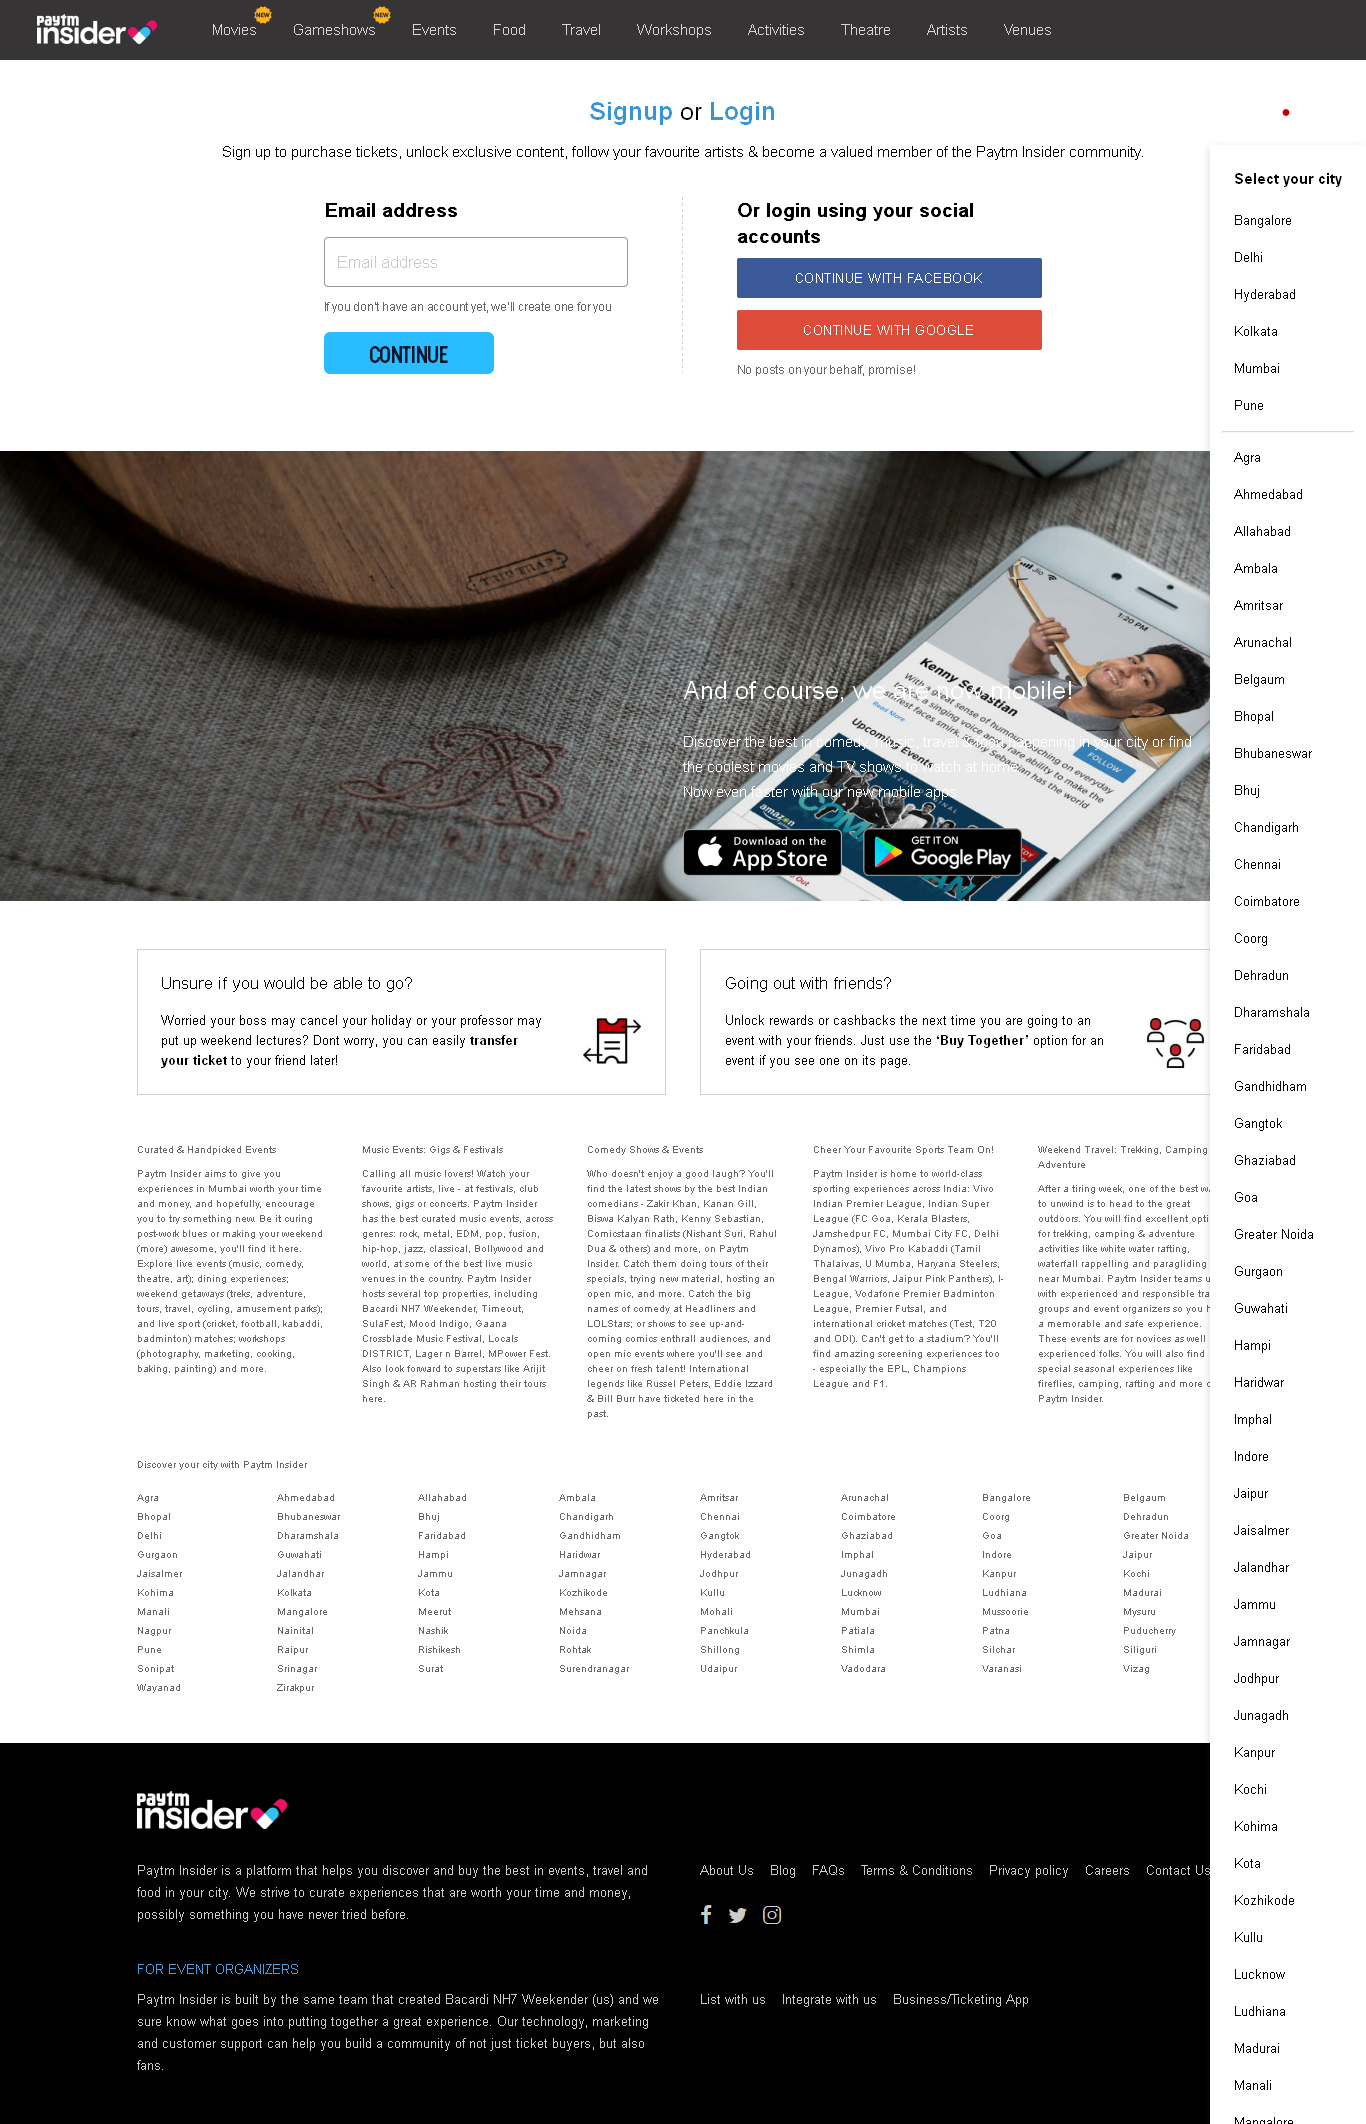 paytm
insider
Movies NEW Gameshows NEW Events Food Travel Workshops Activities Theatre Artists Venues
Signup or Login
Sign up to purchase tickets, unlock exclusive content, follow your favourite artists & become a valued member of the Paytm Insider community.
Email address
Email address
If you don't have an account yet, we'll create one for you
CONTINUE
Or login using your social
accounts
CONTINUE WITH FACEBOOK
CONTINUE WITH GOOGLE
No posts on your behalf, promise!
And of course, we are now mobile!
Discover the best in comedy, music, travel & food happening in your city or find
the coolest movies and TV shows to watch at home.
Now even faster with our new mobile apps.
Download on the
App Store
GET IT ON
Google Play
Jio
1:20 PM
Kenny Sebastian
Read More
FOLLOW
Upcoming Events
amazon
Unsure if you would be able to go?
Worried your boss may cancel your holiday or your professor may
put up weekend lectures? Dont worry, you can easily transfer
your ticket to your friend later!
Going out with friends?
Unlock rewards or cashbacks the next time you are going to an
event with your friends. Just use the ‘Buy Together’ option for an
event if you see one on its page.
Curated & Handpicked Events
Paytm Insider aims to give you
experiences in Mumbai worth your time
and money, and hopefully, encourage
you to try something new. Be it curing
post-work blues or making your weekend
(more) awesome, you'll find it here.
Explore live events (music, comedy,
theatre, art); dining experiences;
weekend getaways (treks, adventure,
tours, travel, cycling, amusement parks);
and live sport (cricket, football, kabaddi,
badminton) matches; workshops
(photography, marketing, cooking,
baking, painting) and more.
Music Events: Gigs & Festivals
Calling all music lovers! Watch your
favourite artists, live - at festivals, club
shows, gigs or concerts. Paytm Insider
has the best curated music events, across
genres: rock, metal, EDM, pop, fusion,
hip-hop, jazz, classical, Bollywood and
world, at some of the best live music
venues in the country. Paytm Insider
hosts several top properties, including
Bacardi NH7 Weekender, Timeout,
SulaFest, Mood Indigo, Gaana
Crossblade Music Festival, Locals
DISTRICT, Lager n Barrel, MPower Fest.
Also look forward to superstars like Arijit
Singh & AR Rahman hosting their tours
here.
Comedy Shows & Events
Who doesn't enjoy a good laugh? You'll
find the latest shows by the best Indian
comedians - Zakir Khan, Kanan Gill,
Biswa Kalyan Rath, Kenny Sebastian,
Comicstaan finalists (Nishant Suri, Rahul
Dua & others) and more, on Paytm
Insider. Catch them doing tours of their
specials, trying new material, hosting an
open mic, and more. Catch the big
names of comedy at Headliners and
LOLStars; or shows to see up-and-
coming comics enthrall audiences, and
open mic events where you'll see and
cheer on fresh talent! International
legends like Russel Peters, Eddie Izzard
& Bill Burr have ticketed here in the
past.
Cheer Your Favourite Sports Team On!
Paytm Insider is home to world-class
sporting experiences across India: Vivo
Indian Premier League, Indian Super
League (FC Goa, Kerala Blasters,
Jamshedpur FC, Mumbai City FC, Delhi
Dynamos), Vivo Pro Kabaddi (Tamil
Thalaivas, U Mumba, Haryana Steelers,
Bengal Warriors, Jaipur Pink Panthers), I-
League, Vodafone Premier Badminton
League, Premier Futsal, and
international cricket matches (Test, T20
and ODI). Can't get to a stadium? You'll
find amazing screening experiences too
- especially the EPL, Champions
League and F1.
Weekend Travel: Trekking, Camping
Adventure
After a tiring week, one of the best
to unwind is to head to the great
outdoors. You will find excellent
for trekking, camping & adventure
activities like white water rafting,
waterfall rappelling and paragliding
near Mumbai. Paytm Insider teams
with experienced and responsible
groups and event organizers so you
a memorable and safe experience.
These events are for novices as well
experienced folks. You will also find
special seasonal experiences like
fireflies, camping, rafting and more
Paytm Insider.
Discover your city with Paytm Insider
Agra Ahmedabad Allahabad Ambala Amritsar Arunachal Bangalore Belgaum
Bhopal Bhubaneswar Bhuj Chandigarh Chennai Coimbatore Coorg Dehradun
Delhi Dharamshala Faridabad Gandhidham Gangtok Ghaziabad Goa Greater Noida
Gurgaon Guwahati Hampi Haridwar Hyderabad Imphal Indore Jaipur
Jaisalmer Jalandhar Jammu Jamnagar Jodhpur Junagadh Kanpur Kochi
Kohima Kolkata Kota Kozhikode Kullu Lucknow Ludhiana Madurai
Manali Mangalore Meerut Mehsana Mohali Mumbai Mussoorie Mysuru
Nagpur Nainital Nashik Noida Panchkula Patiala Patna Puducherry
Pune Raipur Rishikesh Rohtak Shillong Shimla Silchar Siliguri
Sonipat Srinagar Surat Surendranagar Udaipur Vadodara Varanasi Vizag
Wayanad Zirakpur
paytm
insider
Paytm Insider is a platform that helps you discover and buy the best in events, travel and
food in your city. We strive to curate experiences that are worth your time and money,
possibly something you have never tried before.
About Us Blog FAQs Terms & Conditions Privacy policy Careers Contact Us
FOR EVENT ORGANIZERS
Paytm Insider is built by the same team that created Bacardi NH7 Weekender (us) and we
sure know what goes into putting together a great experience. Our technology, marketing
and customer support can help you build a community of not just ticket buyers, but also
fans.
List with us Integrate with us Business/Ticketing App
Select your city
Bangalore
Delhi
Hyderabad
Kolkata
Mumbai
Pune
Agra
Ahmedabad
Allahabad
Ambala
Amritsar
Arunachal
Belgaum
Bhopal
Bhubaneswar
Bhuj
Chandigarh
Chennai
Coimbatore
Coorg
Dehradun
Dharamshala
Faridabad
Gandhidham
Gangtok
Ghaziabad
Goa
Greater Noida
Gurgaon
Guwahati
Hampi
Haridwar
Imphal
Indore
Jaipur
Jaisalmer
Jalandhar
Jammu
Jamnagar
Jodhpur
Junagadh
Kanpur
Kochi
Kohima
Kota
Kozhikode
Kullu
Lucknow
Ludhiana
Madurai
Manali
Mangalore